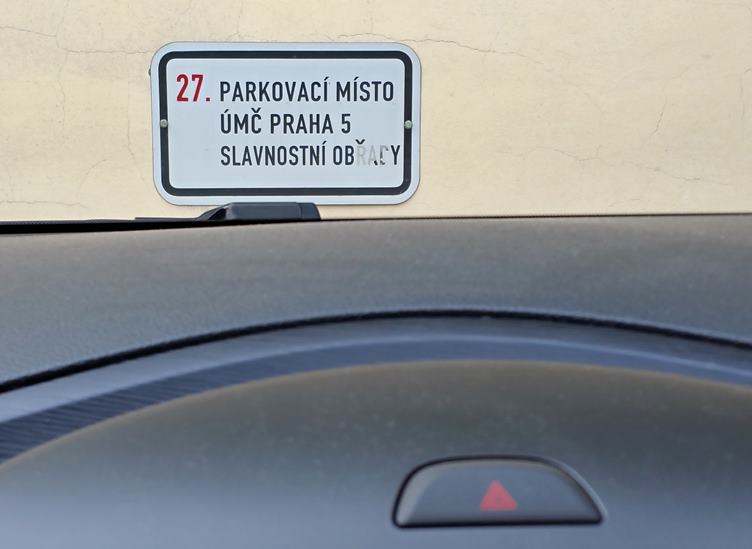 27. PARKOVACÍ MÍSTO
ÚMČ PRAHA 5
SLAVNOSTNÍ OBŘADY